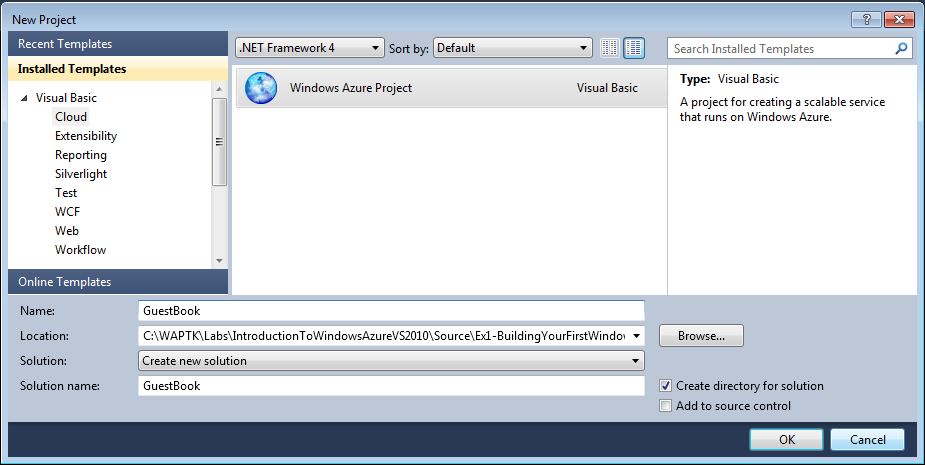 New Project
Recent Templates
Installed Templates
Visual Basic
Cloud
Extensibility
Reporting
Silverlight
Test
WCF
Web
Workflow
Online Templates
.NET Framework 4
Sort by:
Default
Windows Azure Project
Visual Basic
Search Installed Templates
Type: Visual Basic
A project for creating a scalable service
that runs on Windows Azure.
Name:
GuestBook
Location:
C:\WAPTK\Labs\IntroductionToWindowsAzureVS2010\Source\Ex1-BuildingYourFirstWindow
Browse...
Solution:
Create new solution
Solution name:
GuestBook
Create directory for solution
Add to source control
OK
Cancel